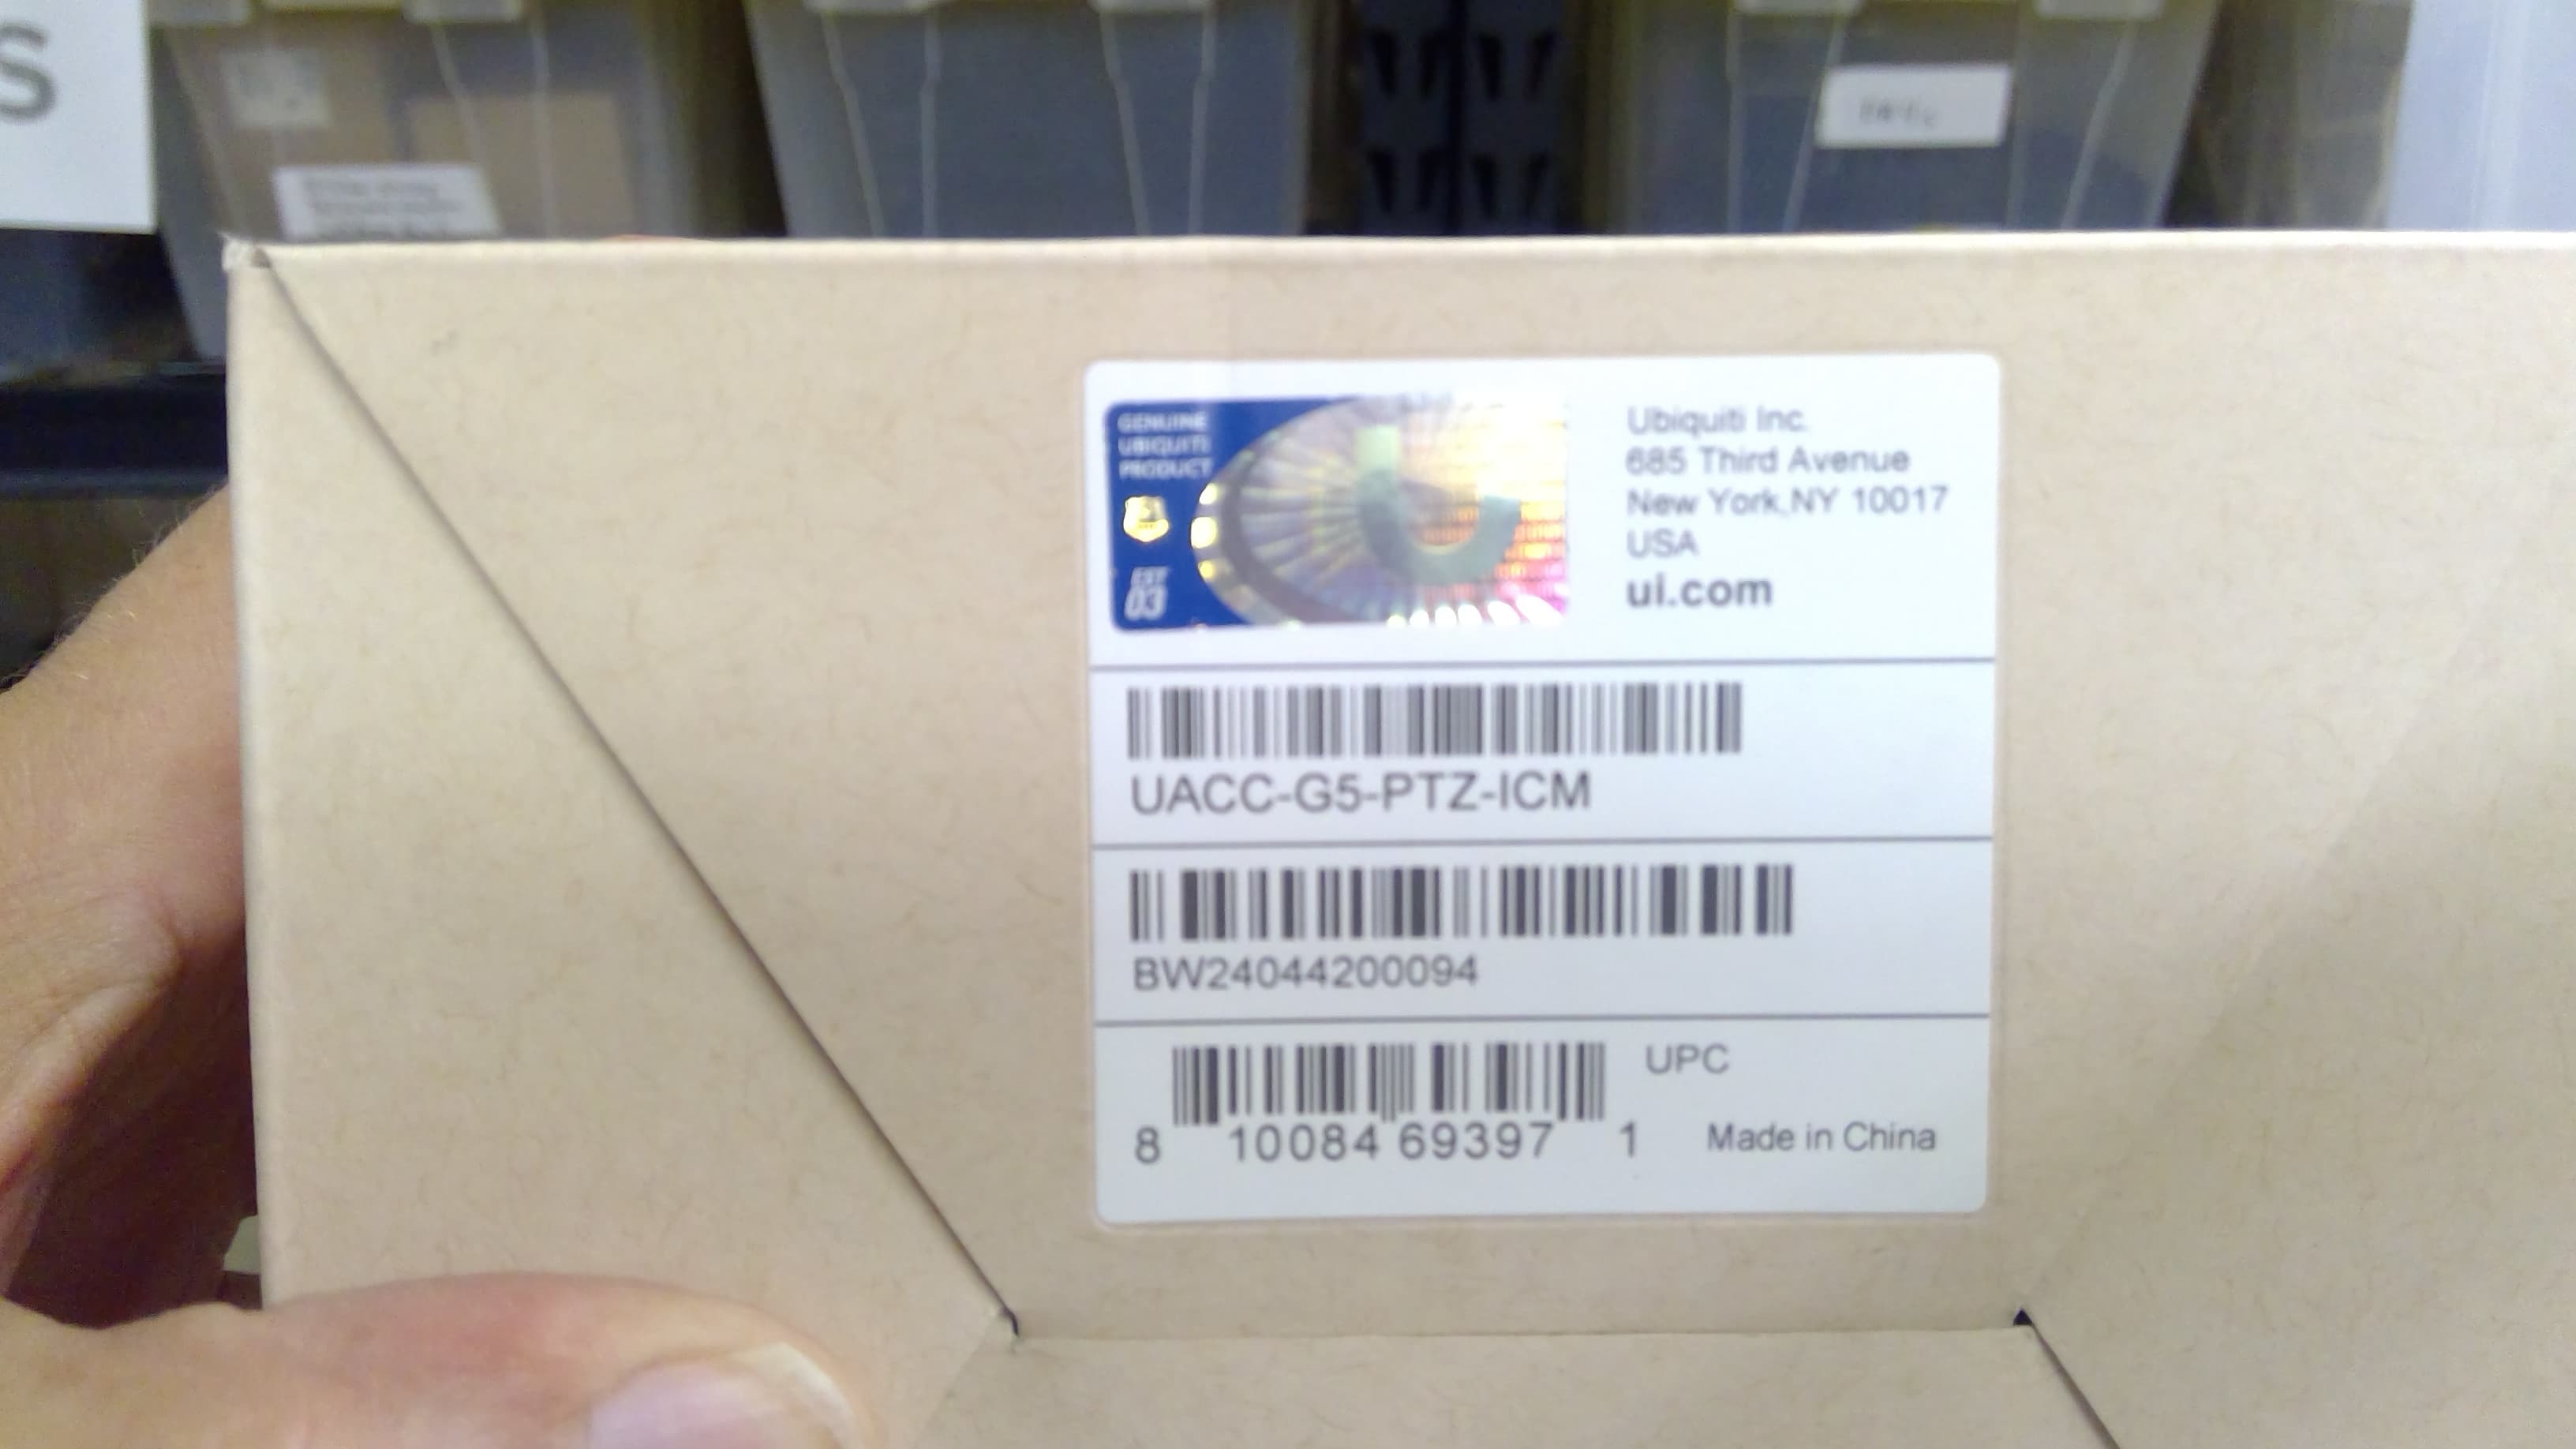 S
GENUINE
UBIQUITI
PRODUCT
EST
03
Ubiquiti Inc.
685 Third Avenue
New York,NY 10017
USA
ui.com
UACC-G5-PTZ-ICM
BW24044200094
UPC
8 10084 69397 1
Made in China